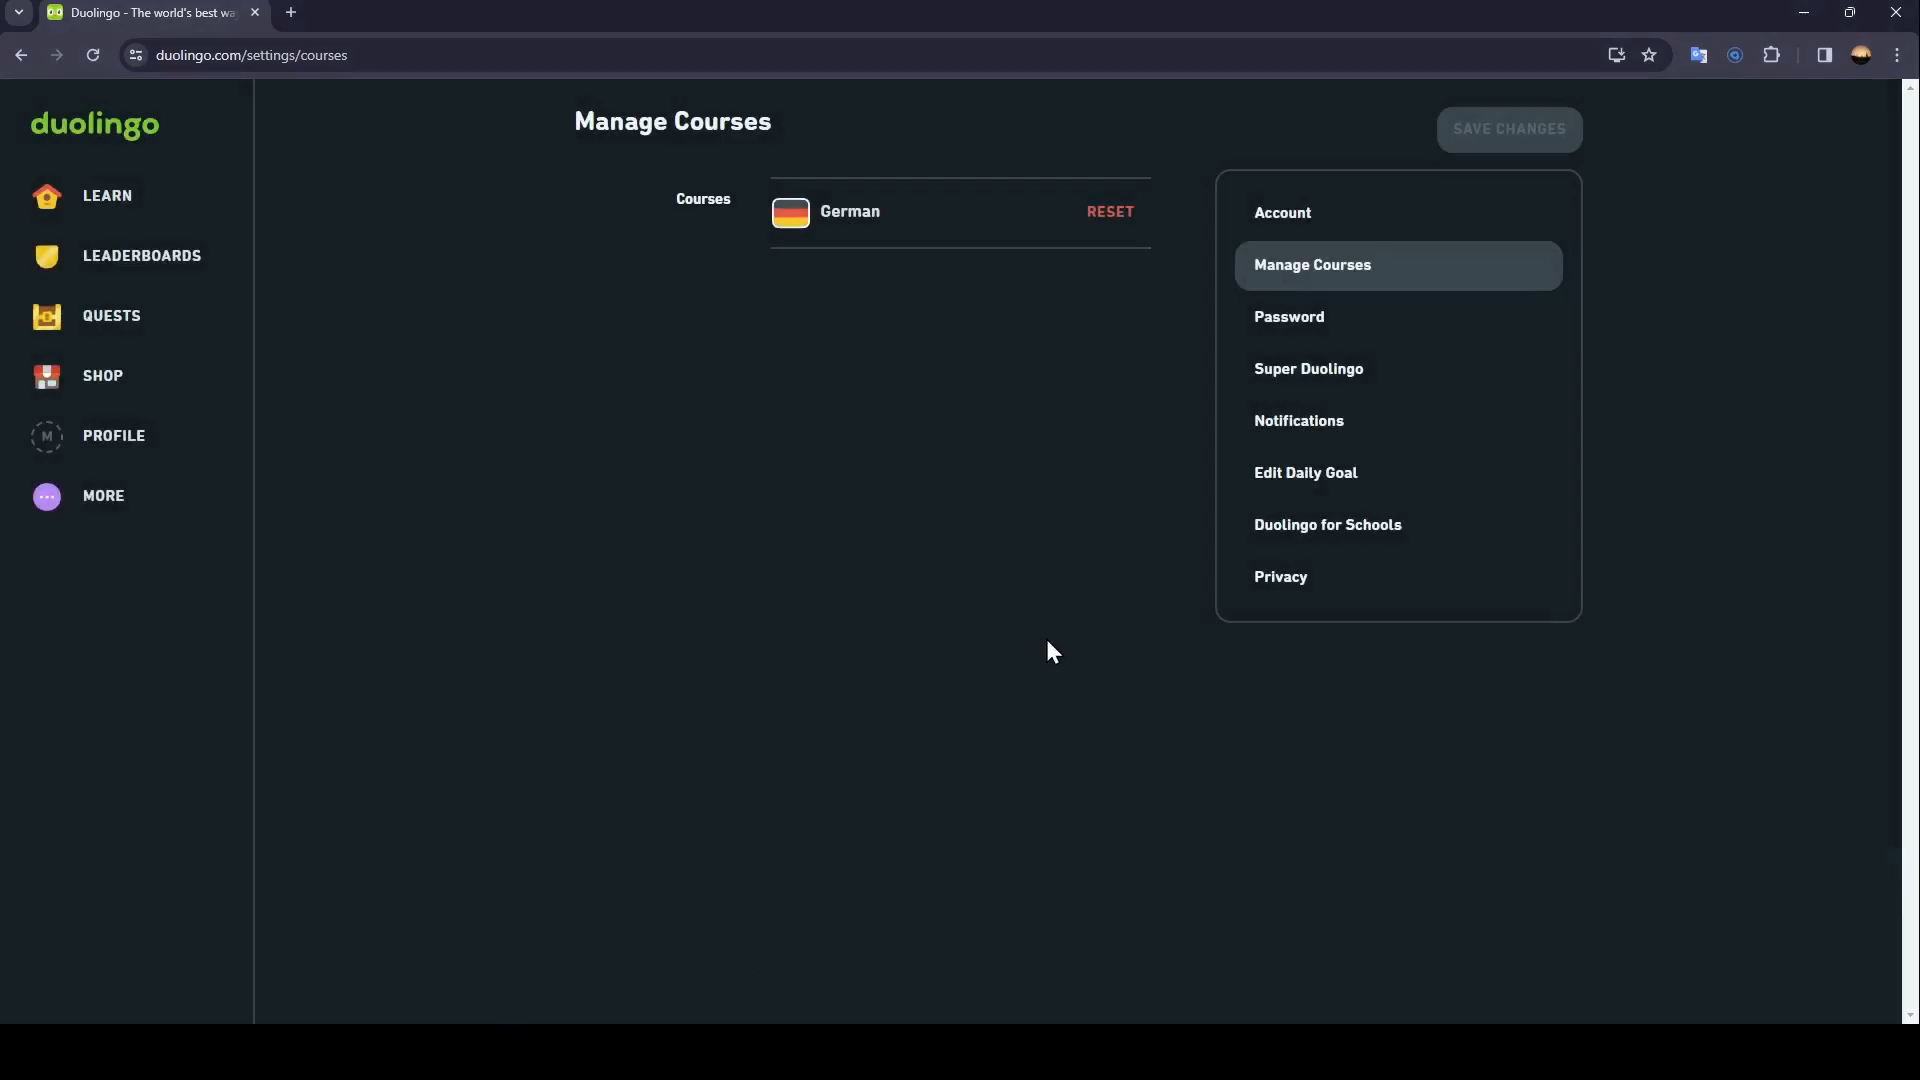 Duolingo - The world's best wa
duolingo.com/settings/courses
duolingo
LEARN
LEADERBOARDS
QUESTS
SHOP
M
PROFILE
MORE
Manage Courses
SAVE CHANGES
Courses
German
RESET
Account
Manage Courses
Password
Super Duolingo
Notifications
Edit Daily Goal
Duolingo for Schools
Privacy